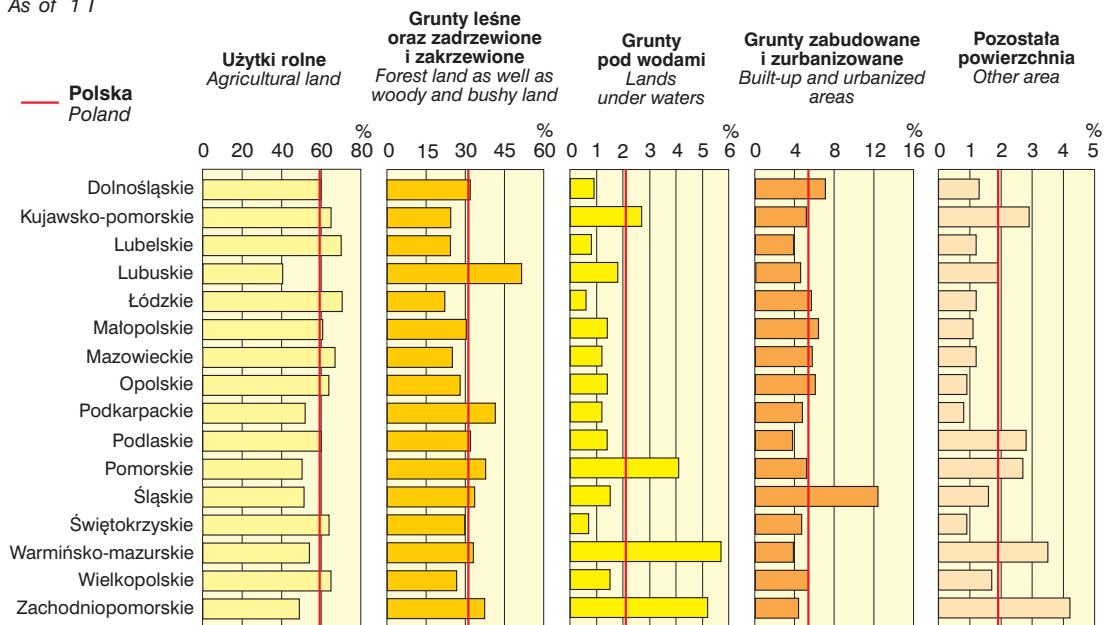 As of 1 I
Polska
Poland
Użytki rolne
Agricultural land
Grunty leśne
oraz zadrzewione
i zakrzewione
Forest land as well as
woody and bushy land
Grunty
pod wodami
Lands
under waters
Grunty zabudowane
i zurbanizowane
Built-up and urbanized
areas
Pozostała
powierzchnia
Other area
% % % % %
0 20 40 60 80 0 15 30 45 60 0 1 2 3 4 5 6 0 4 8 12 16 0 1 2 3 4 5
Dolnośląskie
Kujawsko-pomorskie
Lubelskie
Lubuskie
Łódzkie
Małopolskie
Mazowieckie
Opolskie
Podkarpackie
Podlaskie
Pomorskie
Śląskie
Świętokrzyskie
Warmińsko-mazurskie
Wielkopolskie
Zachodniopomorskie